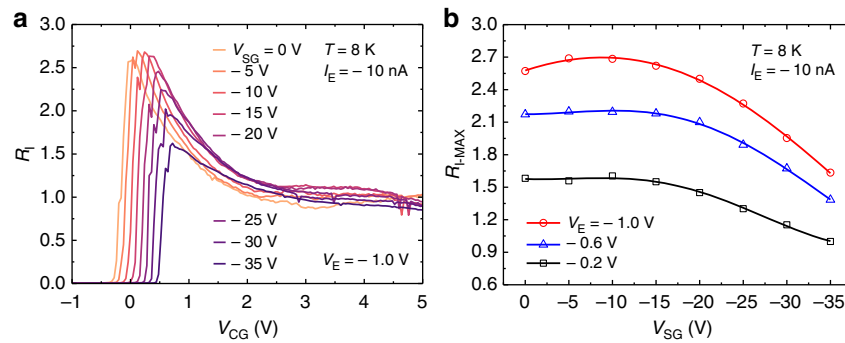 a
3.0
2.5
2.0
1.5
1.0
0.5
0.0
R_I
V_SG = 0 V
– 5 V
– 10 V
– 15 V
– 20 V
T = 8 K
I_E = – 10 nA
– 25 V
– 30 V
– 35 V
V_E = – 1.0 V
–1 0 1 2 3 4 5
V_CG (V)
b
3.0
2.7
2.4
2.1
1.8
1.5
1.2
0.9
0.6
R_I-MAX
T = 8 K
I_E = – 10 nA
V_E = – 1.0 V
– 0.6 V
– 0.2 V
0 –5 –10 –15 –20 –25 –30 –35
V_SG (V)